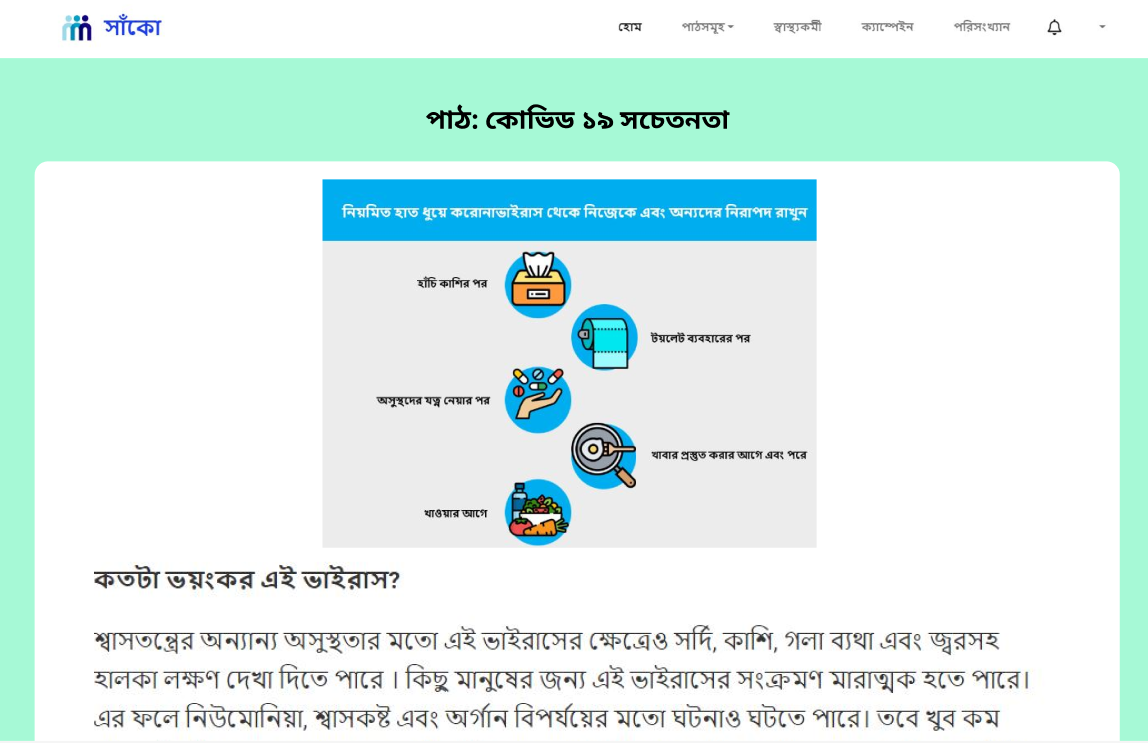 সাঁকো
হোম পাঠসমূহ স্বাস্থ্যকর্মী ক্যাম্পেইন পরিসংখ্যান
পাঠ: কোভিড ১৯ সচেতনতা
নিয়মিত হাত ধুয়ে করোনাভাইরাস থেকে নিজেকে এবং অন্যদের নিরাপদ রাখুন
হাঁচি কাশির পর
টয়লেট ব্যবহারের পর
অসুস্থদের যত্ন নেয়ার পর
খাবার প্রস্তুত করার আগে এবং পরে
খাওয়ার আগে
কতটা ভয়ংকর এই ভাইরাস?
শ্বাসতন্ত্রের অন্যান্য অসুস্থতার মতো এই ভাইরাসের ক্ষেত্রেও সর্দি, কাশি, গলা ব্যথা এবং জ্বরসহ
হালকা লক্ষণ দেখা দিতে পারে । কিছু মানুষের জন্য এই ভাইরাসের সংক্রমণ মারাত্মক হতে পারে।
এর ফলে নিউমোনিয়া, শ্বাসকষ্ট এবং অর্গান বিপর্যয়ের মতো ঘটনাও ঘটতে পারে। তবে খুব কম